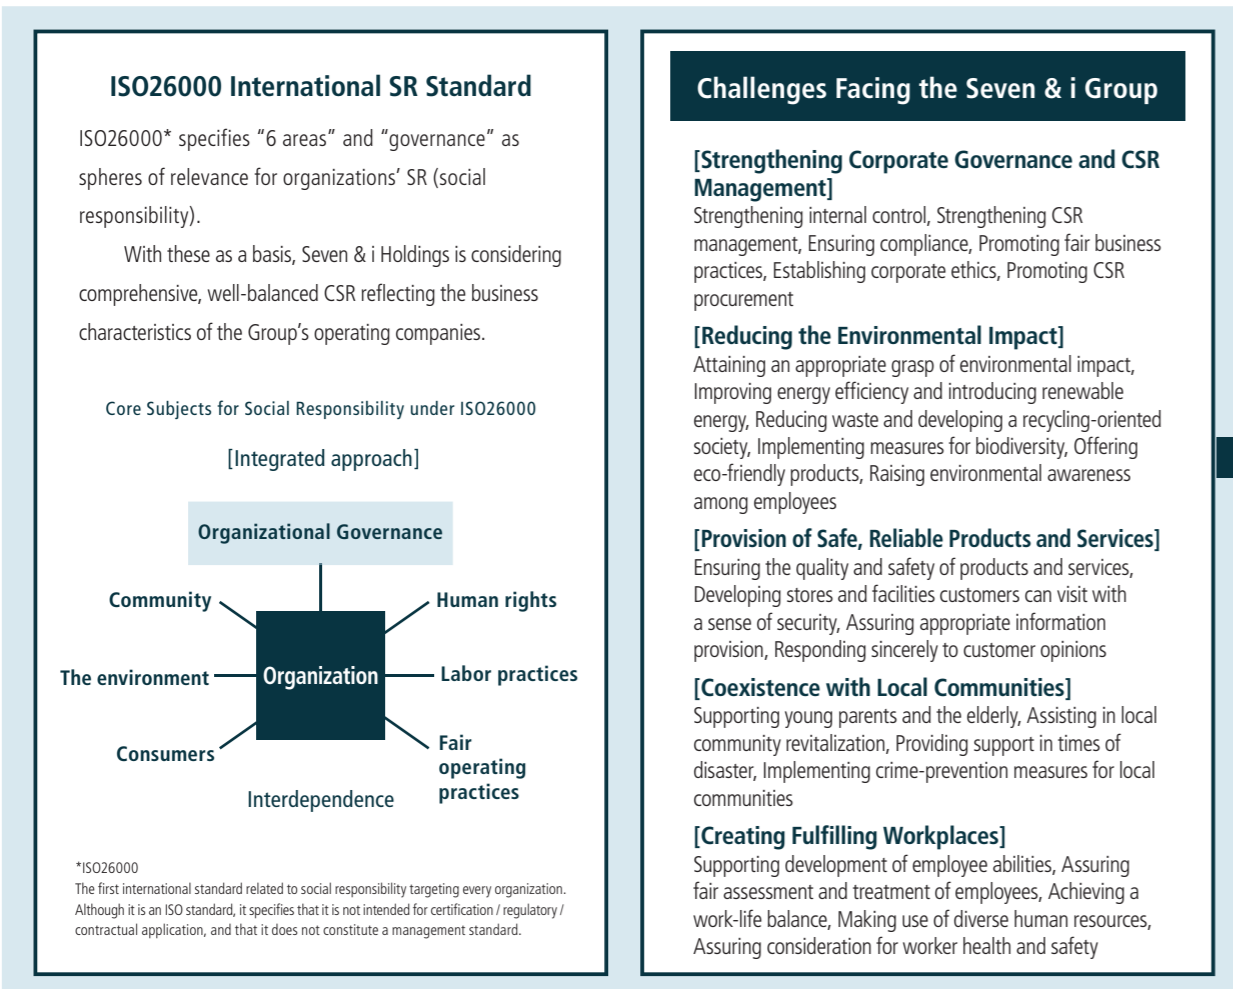 ISO26000 International SR Standard
ISO26000* specifies “6 areas” and “governance” as
spheres of relevance for organizations’ SR (social
responsibility).
With these as a basis, Seven & i Holdings is considering
comprehensive, well-balanced CSR reflecting the business
characteristics of the Group’s operating companies.
Core Subjects for Social Responsibility under ISO26000
[Integrated approach]
Organizational Governance
Community
Human rights
The environment
Organization
Labor practices
Consumers
Fair
operating
practices
Interdependence
*ISO26000
The first international standard related to social responsibility targeting every organization.
Although it is an ISO standard, it specifies that it is not intended for certification / regulatory /
contractual application, and that it does not constitute a management standard.
Challenges Facing the Seven & i Group
[Strengthening Corporate Governance and CSR
Management]
Strengthening internal control, Strengthening CSR
management, Ensuring compliance, Promoting fair business
practices, Establishing corporate ethics, Promoting CSR
procurement
[Reducing the Environmental Impact]
Attaining an appropriate grasp of environmental impact,
Improving energy efficiency and introducing renewable
energy, Reducing waste and developing a recycling-oriented
society, Implementing measures for biodiversity, Offering
eco-friendly products, Raising environmental awareness
among employees
[Provision of Safe, Reliable Products and Services]
Ensuring the quality and safety of products and services,
Developing stores and facilities customers can visit with
a sense of security, Assuring appropriate information
provision, Responding sincerely to customer opinions
[Coexistence with Local Communities]
Supporting young parents and the elderly, Assisting in local
community revitalization, Providing support in times of
disaster, Implementing crime-prevention measures for local
communities
[Creating Fulfilling Workplaces]
Supporting development of employee abilities, Assuring
fair assessment and treatment of employees, Achieving a
work-life balance, Making use of diverse human resources,
Assuring consideration for worker health and safety